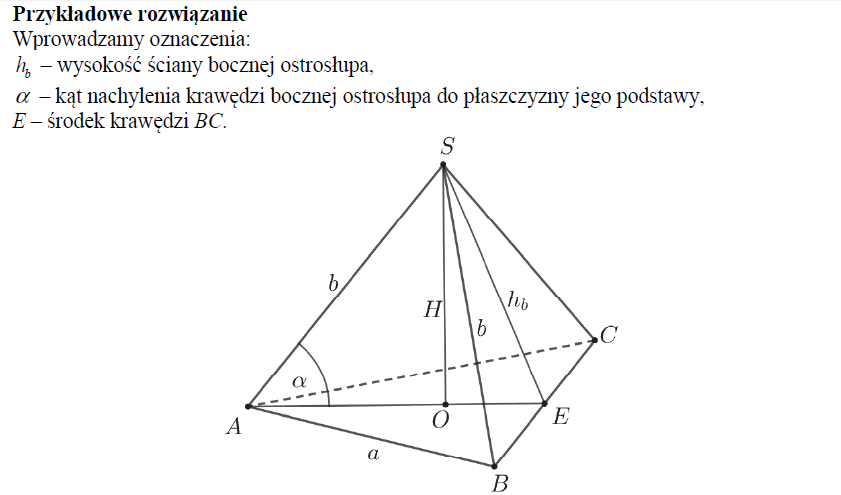 Przykładowe rozwiązanie
Wprowadzamy oznaczenia:
h_b – wysokość ściany bocznej ostrosłupa,
α – kąt nachylenia krawędzi bocznej ostrosłupa do płaszczyzny jego podstawy,
E – środek krawędzi BC.
S
b
H
h_b
b
C
α
A
O
E
a
B